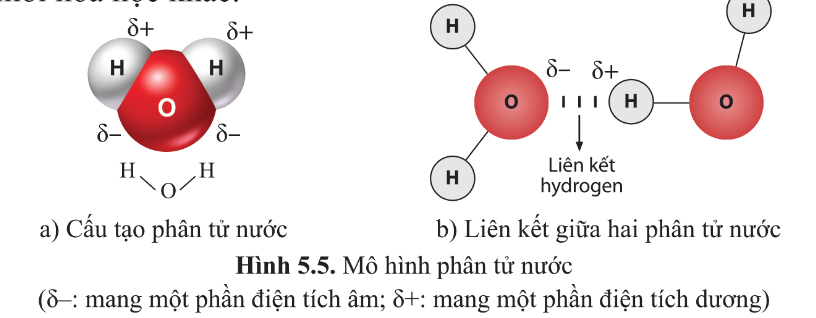 δ+ δ+
H H
O
δ– δ–
H H
O
a) Cấu tạo phân tử nước
H H
δ– δ+
O H O
Liên kết
hydrogen
H
b) Liên kết giữa hai phân tử nước
Hình 5.5. Mô hình phân tử nước
(δ–: mang một phần điện tích âm; δ+: mang một phần điện tích dương)